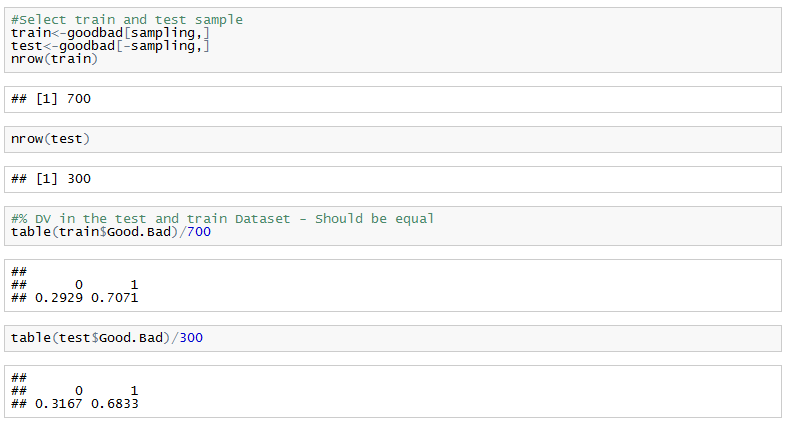 #Select train and test sample
train<-goodbad[sampling,]
test<-goodbad[-sampling,]
nrow(train)
## [1] 700
nrow(test)
## [1] 300
#% DV in the test and train Dataset - Should be equal
table(train$Good.Bad)/700
##
##      0      1
## 0.2929 0.7071
table(test$Good.Bad)/300
##
##      0      1
## 0.3167 0.6833